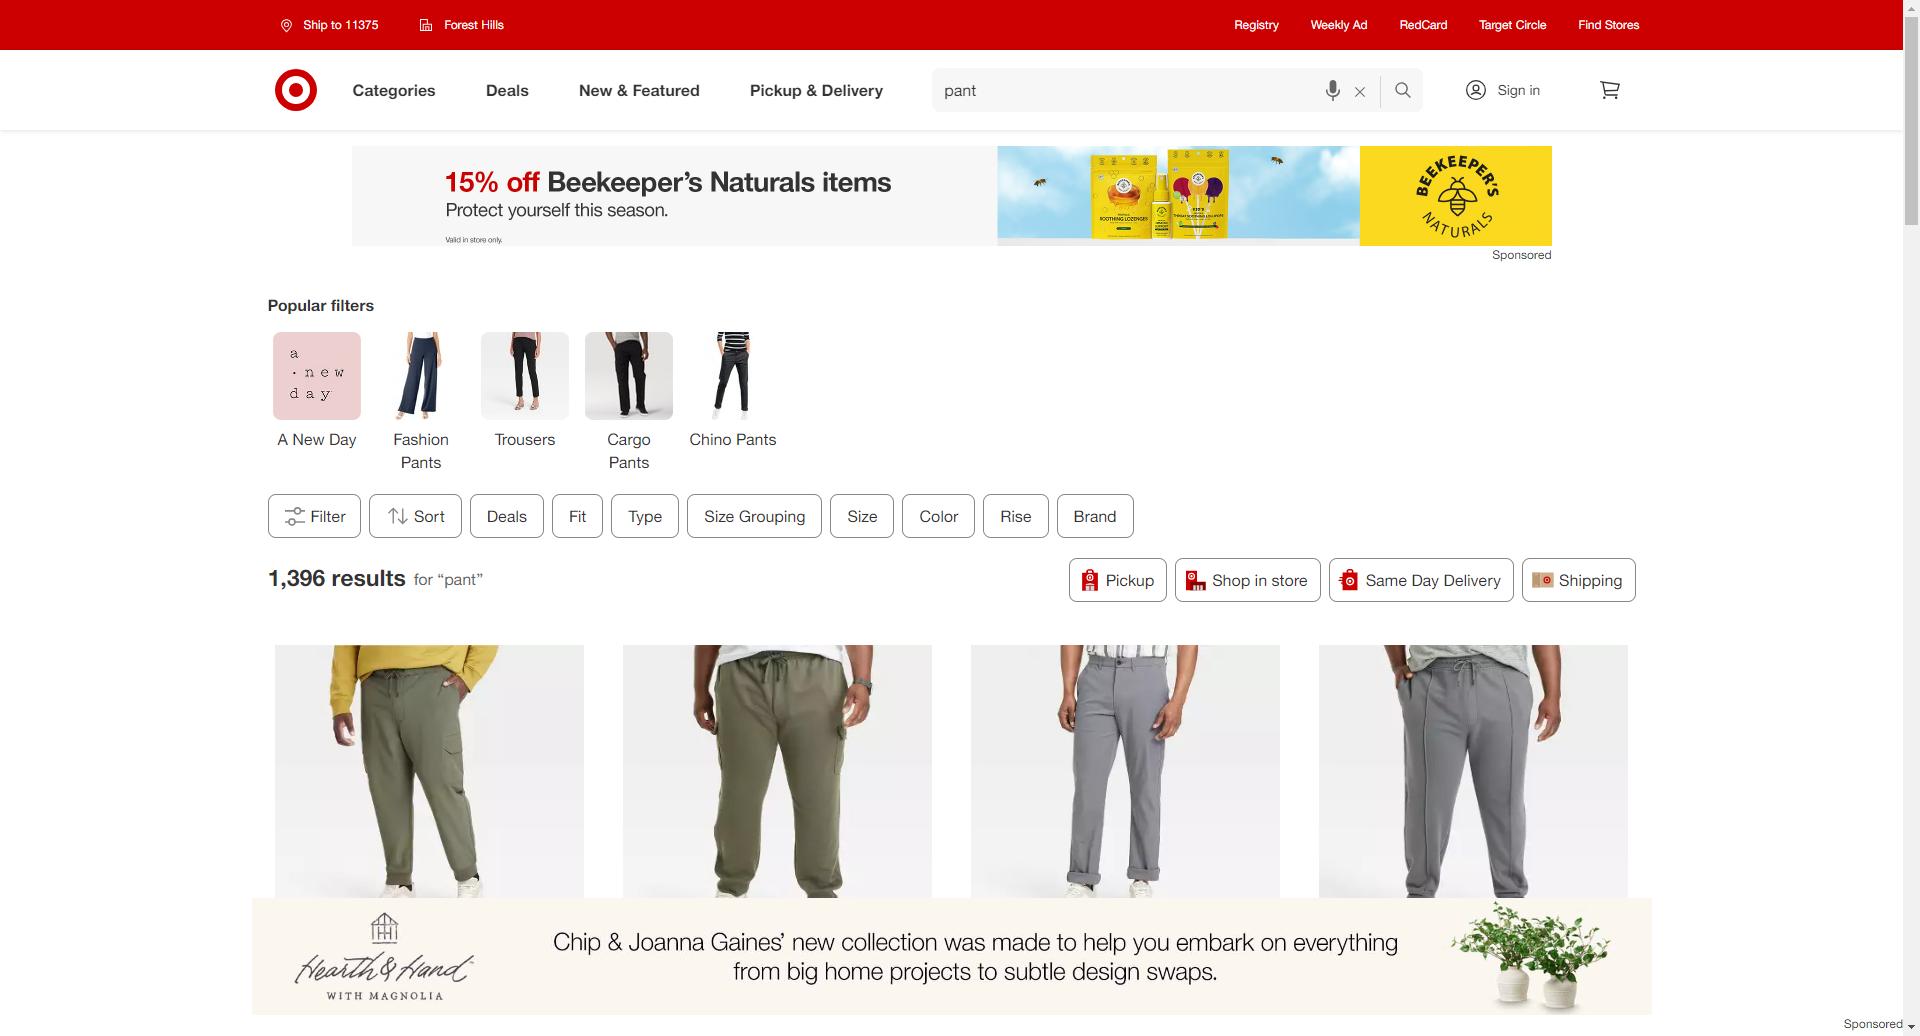 Ship to 11375
Forest Hills
Registry
Weekly Ad
RedCard
Target Circle
Find Stores
Categories
Deals
New & Featured
Pickup & Delivery
pant
Sign in
15% off Beekeeper's Naturals items
Protect yourself this season.
Valid in store only.
SOOTHING LOZENGES
BEEKEEPER'S
NATURALS
Sponsored
Popular filters
a
· new
day
A New Day
Fashion
Pants
Trousers
Cargo
Pants
Chino Pants
Filter
Sort
Deals
Fit
Type
Size Grouping
Size
Color
Rise
Brand
1,396 results for “pant”
Pickup
Shop in store
Same Day Delivery
Shipping
Hearth & Hand
WITH MAGNOLIA
Chip & Joanna Gaines’ new collection was made to help you embark on everything
from big home projects to subtle design swaps.
Sponsored